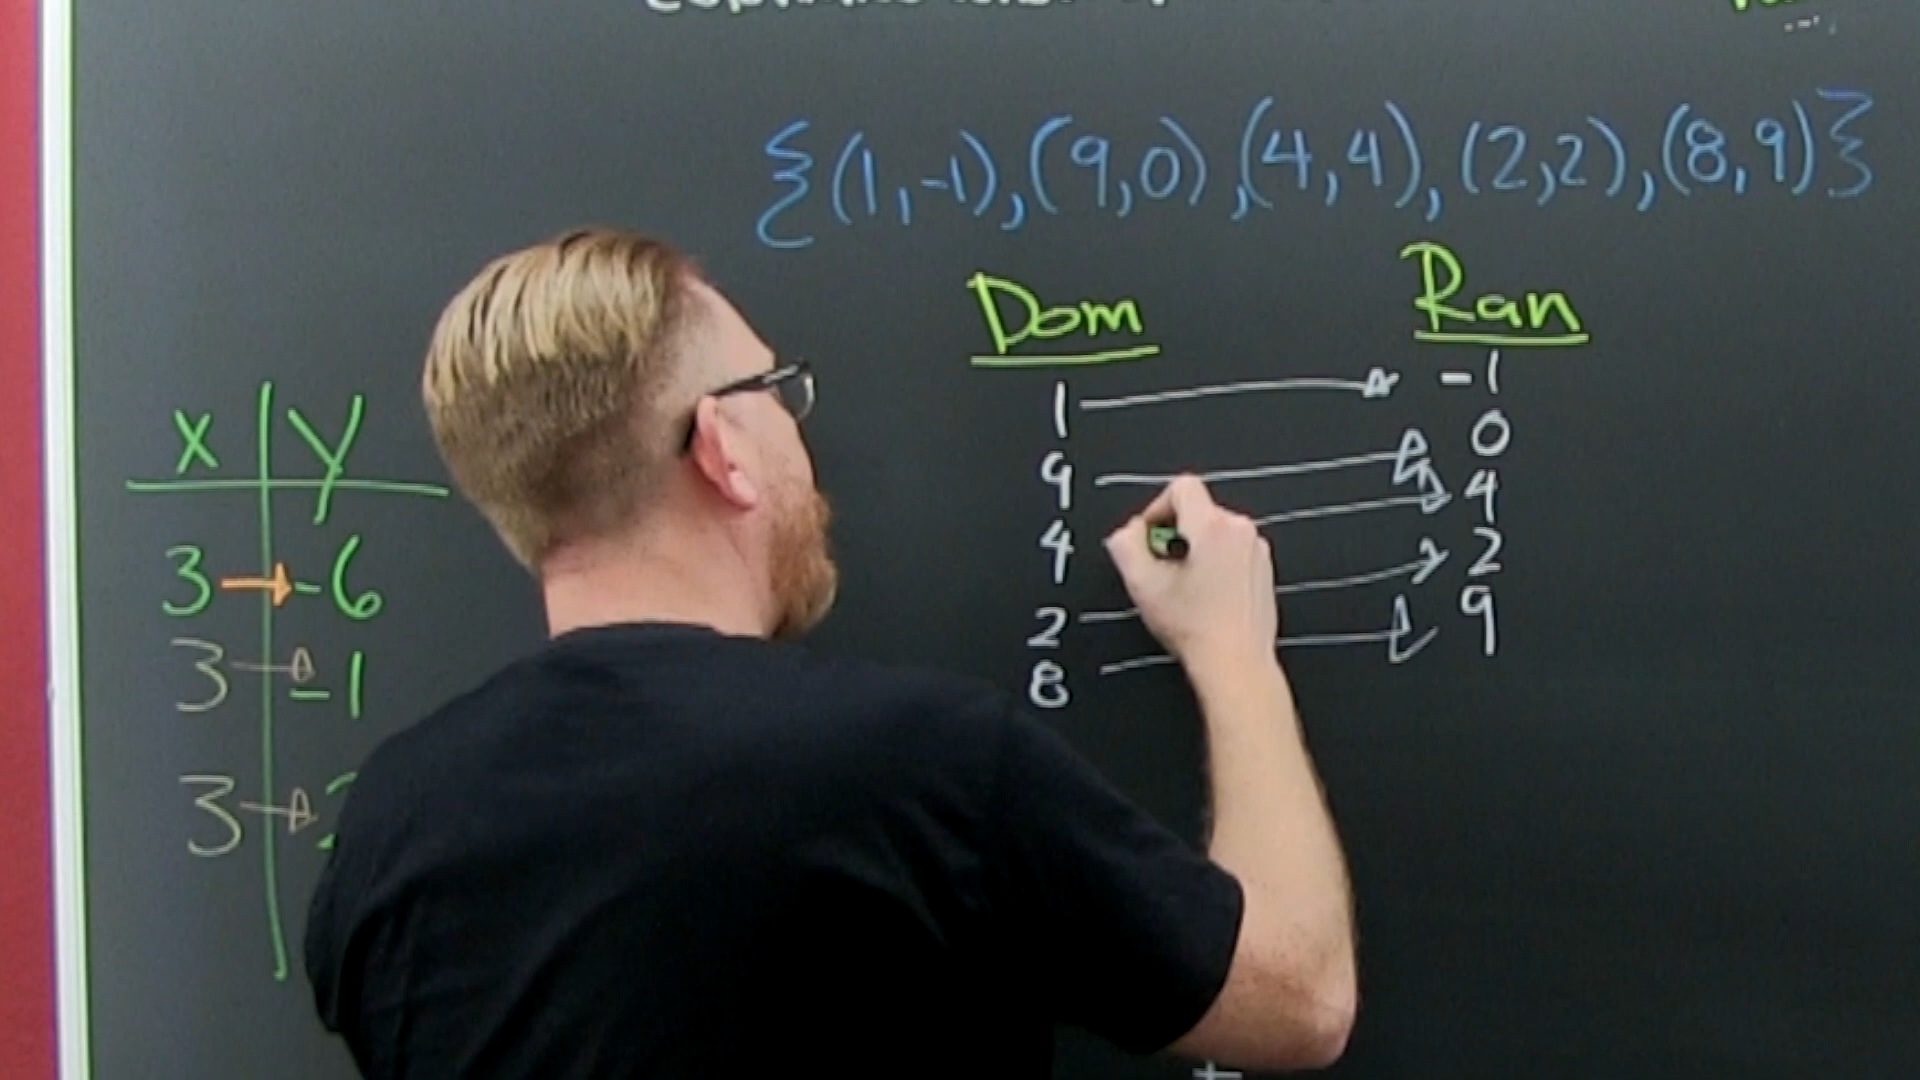 {(1,-1),(9,0),(4,4),(2,2),(8,9)}
Dom Ran
1 → -1
9 → 0
4 → 4
2 → 2
8 → 9
x | y
3 → -6
3 → -1
3 →